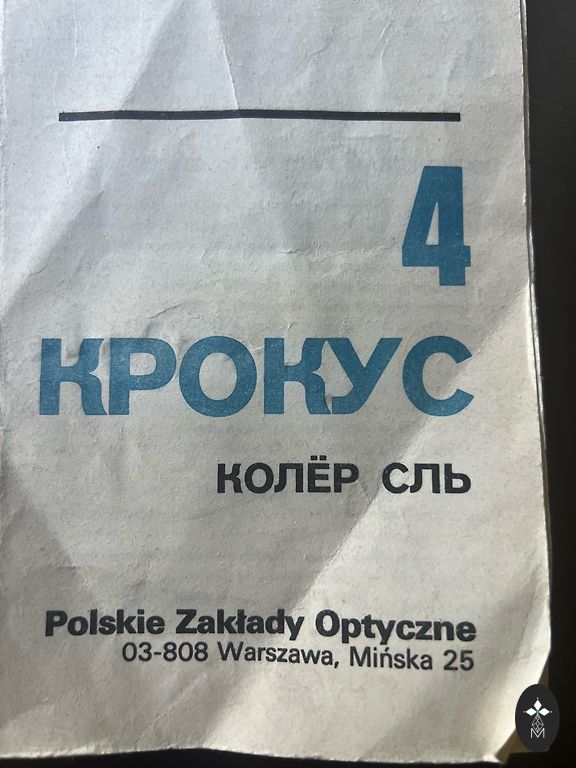 4
КРОКУС
КОЛЁР СЛЬ
Polskie Zakłady Optyczne
03-808 Warszawa, Mińska 25
M